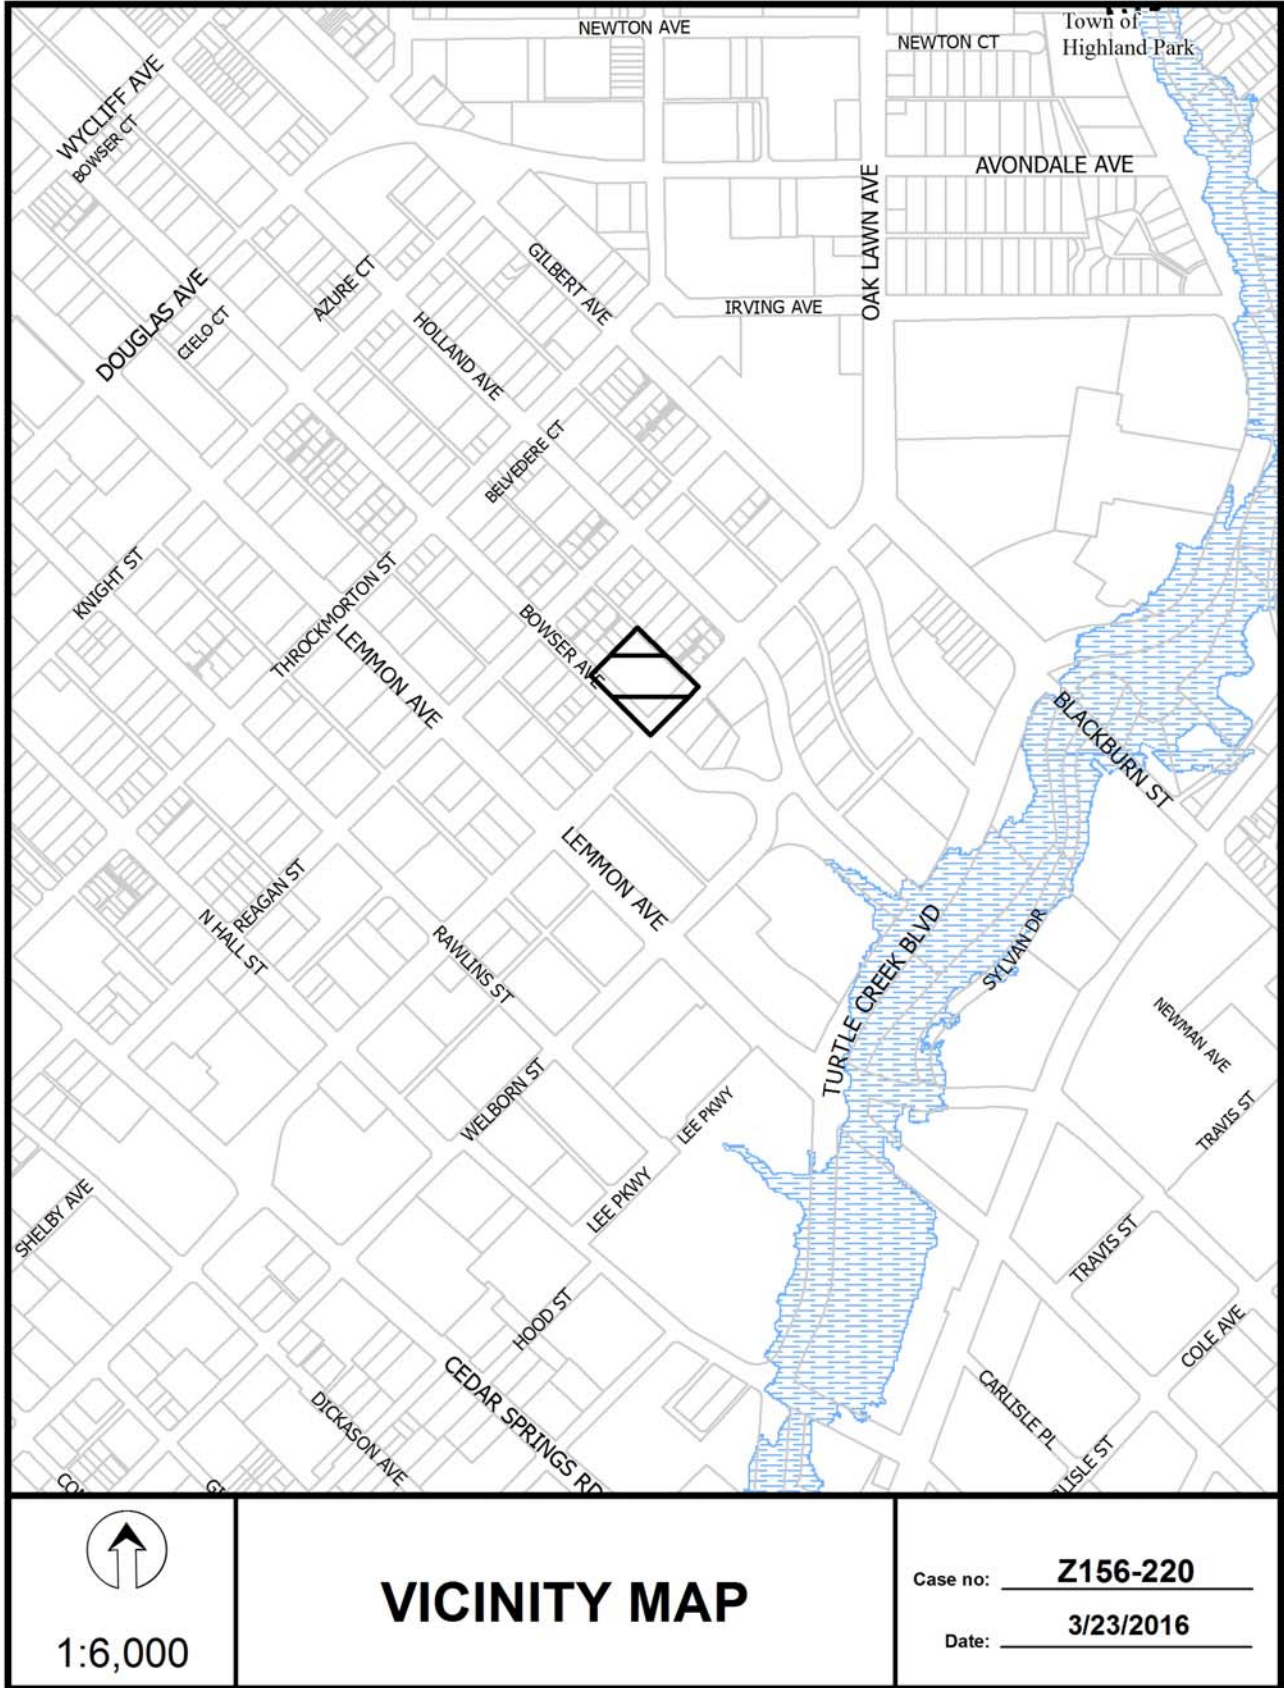 Town of
Highland Park
NEWTON AVE
NEWTON CT
WYCLIFF AVE
BOWSER CT
AVONDALE AVE
OAK LAWN AVE
GILBERT AVE
AZURE CT
DOUGLAS AVE
CIELO CT
HOLLAND AVE
IRVING AVE
BELVEDERE CT
KNIGHT ST
THROCKMORTON ST
LEMMON AVE
BOWSER AVE
BLACKBURN ST
LEMMON AVE
REAGAN ST
N HALL ST
RAWLINS ST
TURTLE CREEK BLVD
SYLVAN DR
NEWMAN AVE
WELBORN ST
LEE PKWY
TRAVIS ST
SHELBY AVE
LEE PKWY
TRAVIS ST
HOOD ST
COLE AVE
CEDAR SPRINGS RD
DICKASON AVE
CARLISLE PL
LISLE ST
1:6,000
VICINITY MAP
Case no: Z156-220
Date: 3/23/2016